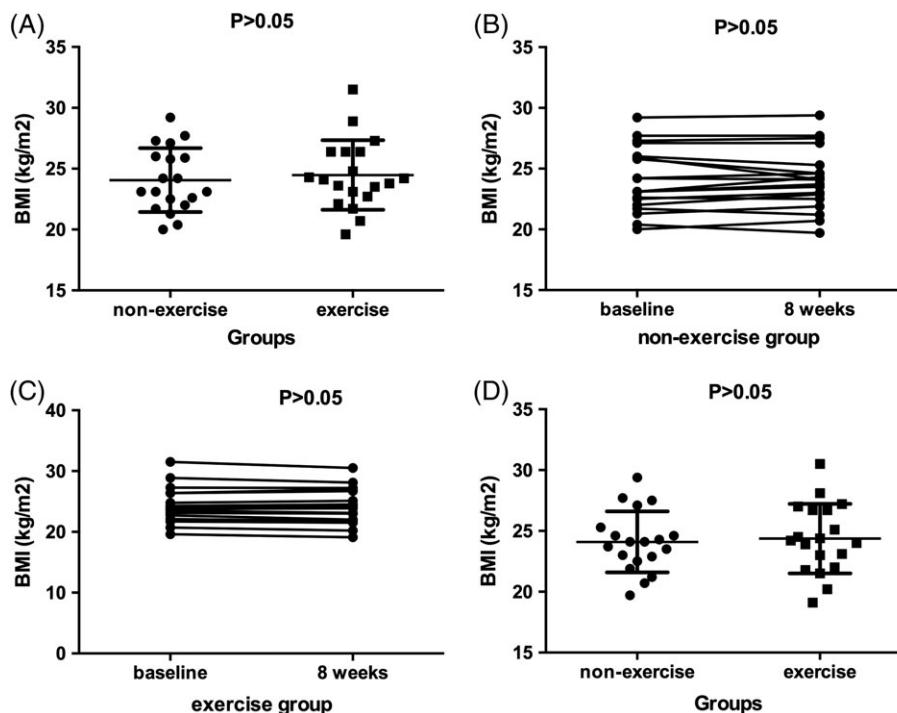 (A)
P>0.05
BMI (kg/m2)
35
30
25
20
15
non-exercise exercise
Groups
(B)
P>0.05
BMI (kg/m2)
35
30
25
20
15
baseline 8 weeks
non-exercise group
(C)
P>0.05
BMI (kg/m2)
40
30
20
10
0
baseline 8 weeks
exercise group
(D)
P>0.05
BMI (kg/m2)
35
30
25
20
15
non-exercise exercise
Groups